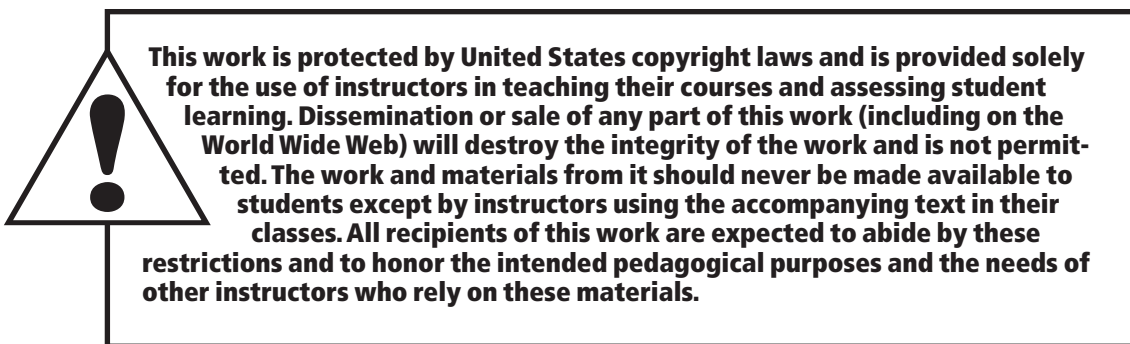 This work is protected by United States copyright laws and is provided solely
for the use of instructors in teaching their courses and assessing student
learning. Dissemination or sale of any part of this work (including on the
World Wide Web) will destroy the integrity of the work and is not permit-
ted. The work and materials from it should never be made available to
students except by instructors using the accompanying text in their
classes. All recipients of this work are expected to abide by these
restrictions and to honor the intended pedagogical purposes and the needs of
other instructors who rely on these materials.